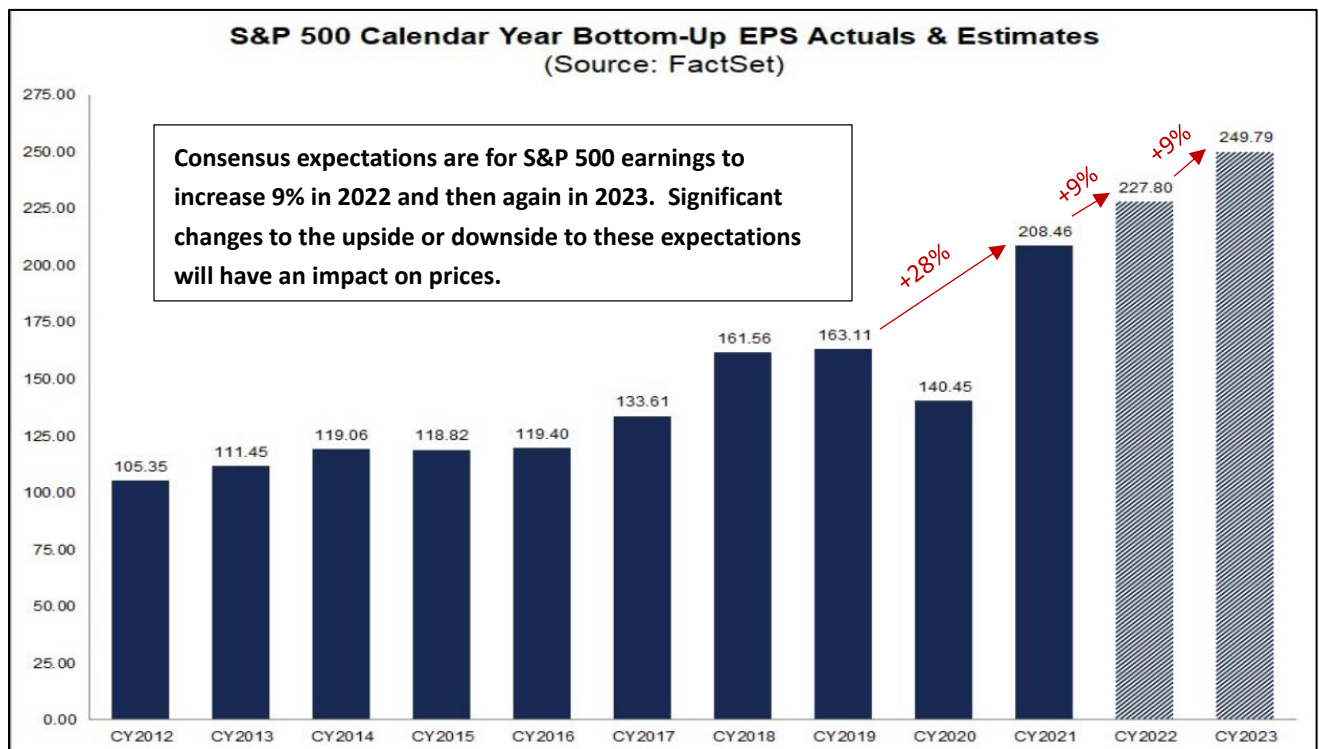 S&P 500 Calendar Year Bottom-Up EPS Actuals & Estimates
(Source: FactSet)
275.00
250.00
225.00
200.00
175.00
150.00
125.00
100.00
75.00
50.00
25.00
0.00
Consensus expectations are for S&P 500 earnings to
increase 9% in 2022 and then again in 2023.  Significant
changes to the upside or downside to these expectations
will have an impact on prices.
105.35
111.45
119.06
118.82
119.40
133.61
161.56
163.11
140.45
208.46
227.80
249.79
+28%
+9%
+9%
CY2012
CY2013
CY2014
CY2015
CY2016
CY2017
CY2018
CY2019
CY2020
CY2021
CY2022
CY2023